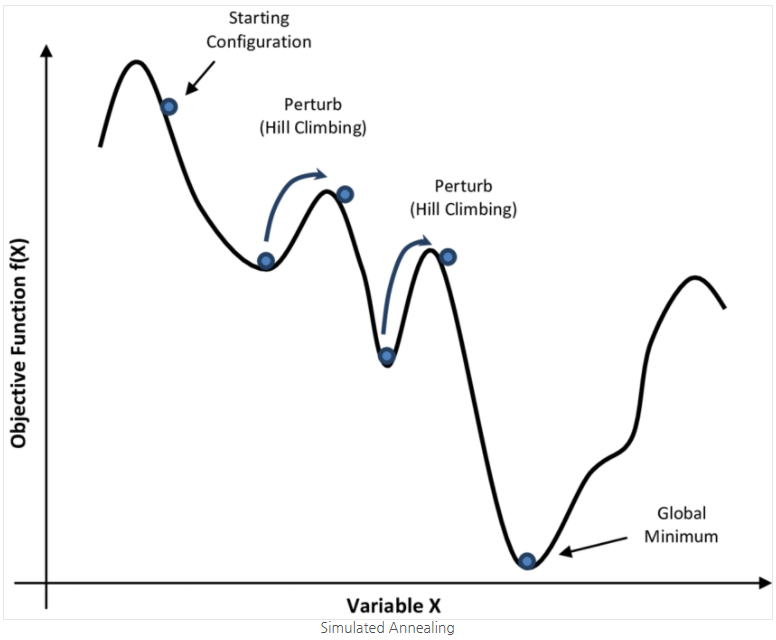 Starting
Configuration
Perturb
(Hill Climbing)
Perturb
(Hill Climbing)
Objective Function f(X)
Global
Minimum
Variable X
Simulated Annealing